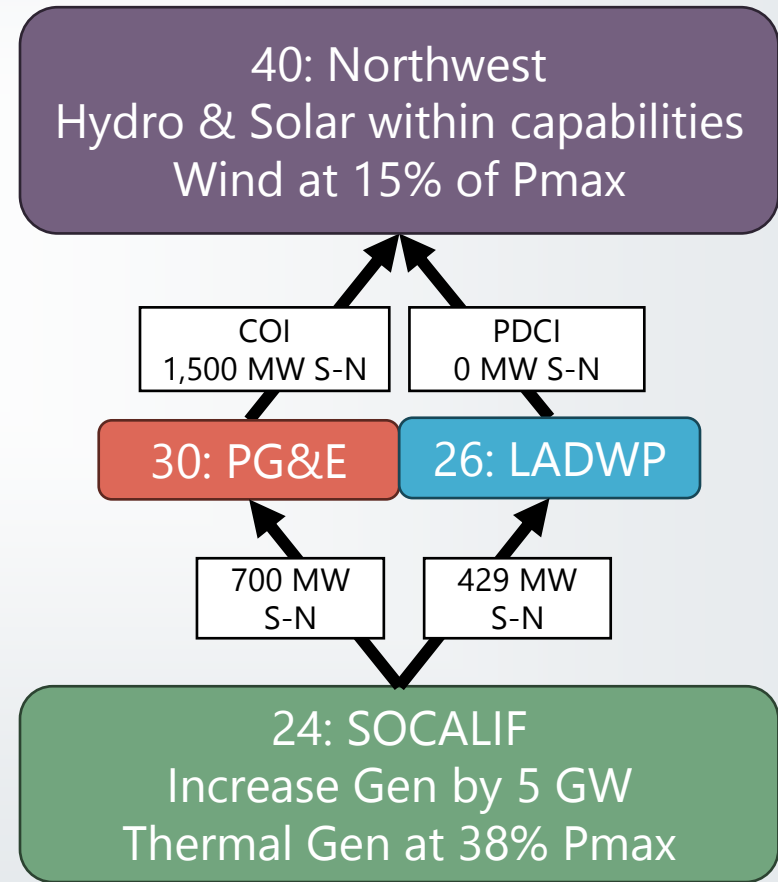 40: Northwest
Hydro & Solar within capabilities
Wind at 15% of Pmax
COI
1,500 MW S-N
PDCI
0 MW S-N
30: PG&E
26: LADWP
700 MW
S-N
429 MW
S-N
24: SOCALIF
Increase Gen by 5 GW
Thermal Gen at 38% Pmax